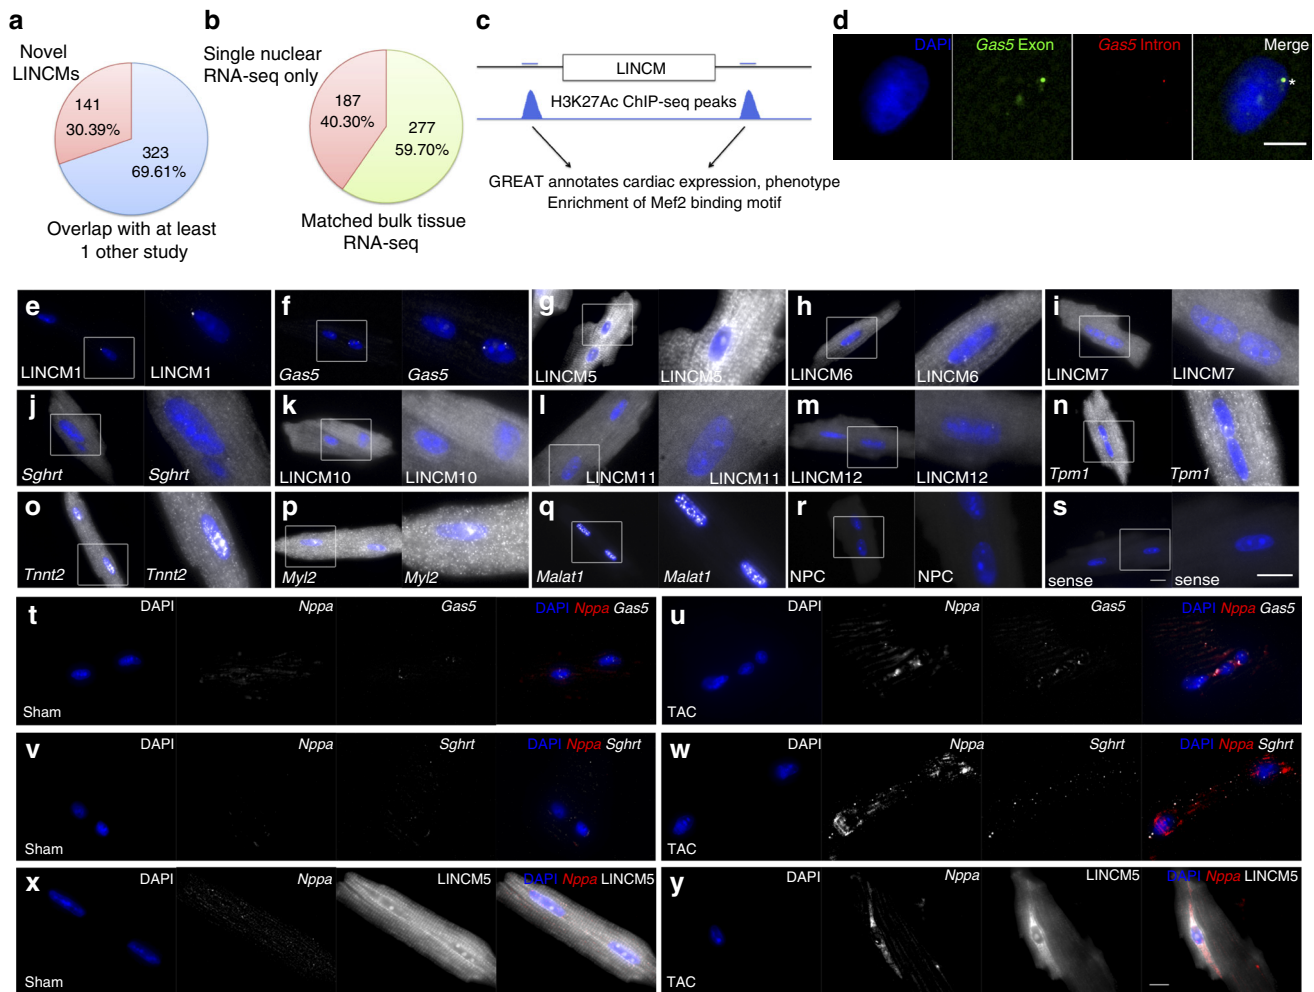 a
Novel
LINCMs
141
30.39%
323
69.61%
Overlap with at least
1 other study
b
Single nuclear
RNA-seq only
187
40.30%
277
59.70%
Matched bulk tissue
RNA-seq
c
LINCM
H3K27Ac ChIP-seq peaks
GREAT annotates cardiac expression, phenotype
Enrichment of Mef2 binding motif
d
DAPI
Gas5 Exon
Gas5 Intron
Merge
*
e
LINCM1
LINCM1
f
Gas5
Gas5
g
LINCM5
LINCM5
h
LINCM6
LINCM6
i
LINCM7
LINCM7
j
Sghrt
Sghrt
k
LINCM10
LINCM10
l
LINCM11
LINCM11
m
LINCM12
LINCM12
n
Tpm1
Tpm1
o
Tnnt2
Tnnt2
p
Myl2
Myl2
q
Malat1
Malat1
r
NPC
NPC
s
sense
sense
t
DAPI
Nppa
Gas5
DAPI Nppa Gas5
Sham
u
DAPI
Nppa
Gas5
DAPI Nppa Gas5
TAC
v
DAPI
Nppa
Sghrt
DAPI Nppa Sghrt
Sham
w
DAPI
Nppa
Sghrt
DAPI Nppa Sghrt
TAC
x
DAPI
Nppa
LINCM5
DAPI Nppa LINCM5
Sham
y
DAPI
Nppa
LINCM5
DAPI Nppa LINCM5
TAC